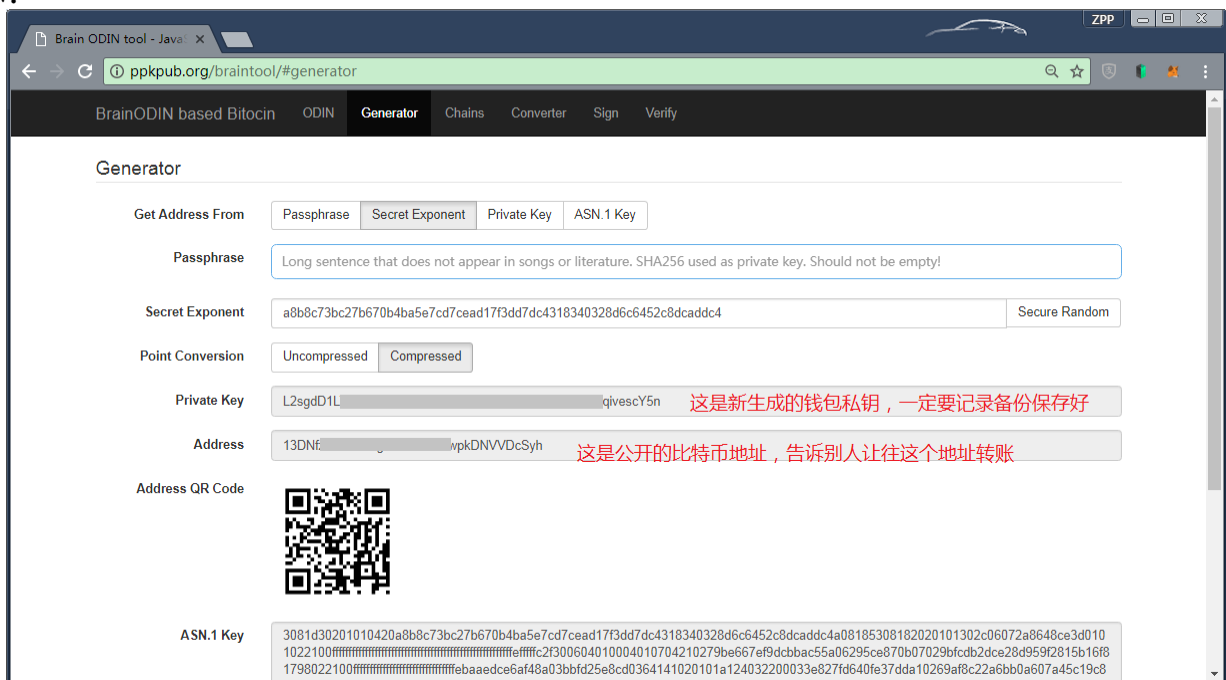 ZPP
Brain ODIN tool - Java
ppkpub.org/braintool/#generator
BrainODIN based Bitocin ODIN Generator Chains Converter Sign Verify
Generator
Get Address From Passphrase Secret Exponent Private Key ASN.1 Key
Passphrase Long sentence that does not appear in songs or literature. SHA256 used as private key. Should not be empty!
Secret Exponent a8b8c73bc27b670b4ba5e7cd7cead17f3dd7dc4318340328d6c6452c8dcaddc4 Secure Random
Point Conversion Uncompressed Compressed
Private Key L2sgdD1L qivescY5n 这是新生成的钱包私钥，一定要记录备份保存好
Address 13DNf wpkDNVVDcSyh 这是公开的比特币地址，告诉别人让往这个地址转账
Address QR Code
ASN.1 Key 3081d30201010420a8b8c73bc27b670b4ba5e7cd7cead17f3dd7dc4318340328d6c6452c8dcaddc4a08185308182020101302c06072a8648ce3d010